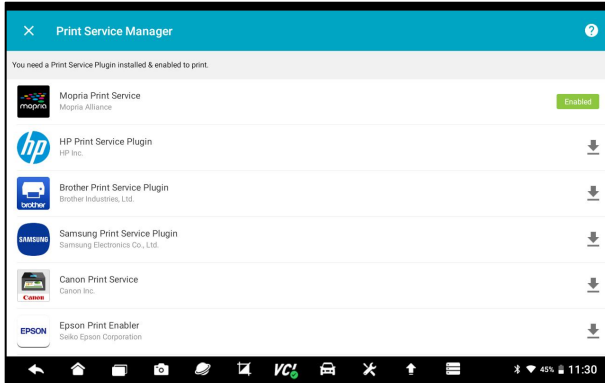 Print Service Manager
?
You need a Print Service Plugin installed & enabled to print.
mopria
Mopria Print Service
Mopria Alliance
Enabled
hp
HP Print Service Plugin
HP Inc.
brother
Brother Print Service Plugin
Brother Industries, Ltd.
SAMSUNG
Samsung Print Service Plugin
Samsung Electronics Co., Ltd.
Canon
Canon Print Service
Canon Inc.
EPSON
Epson Print Enabler
Seiko Epson Corporation
VCI 45% 11:30